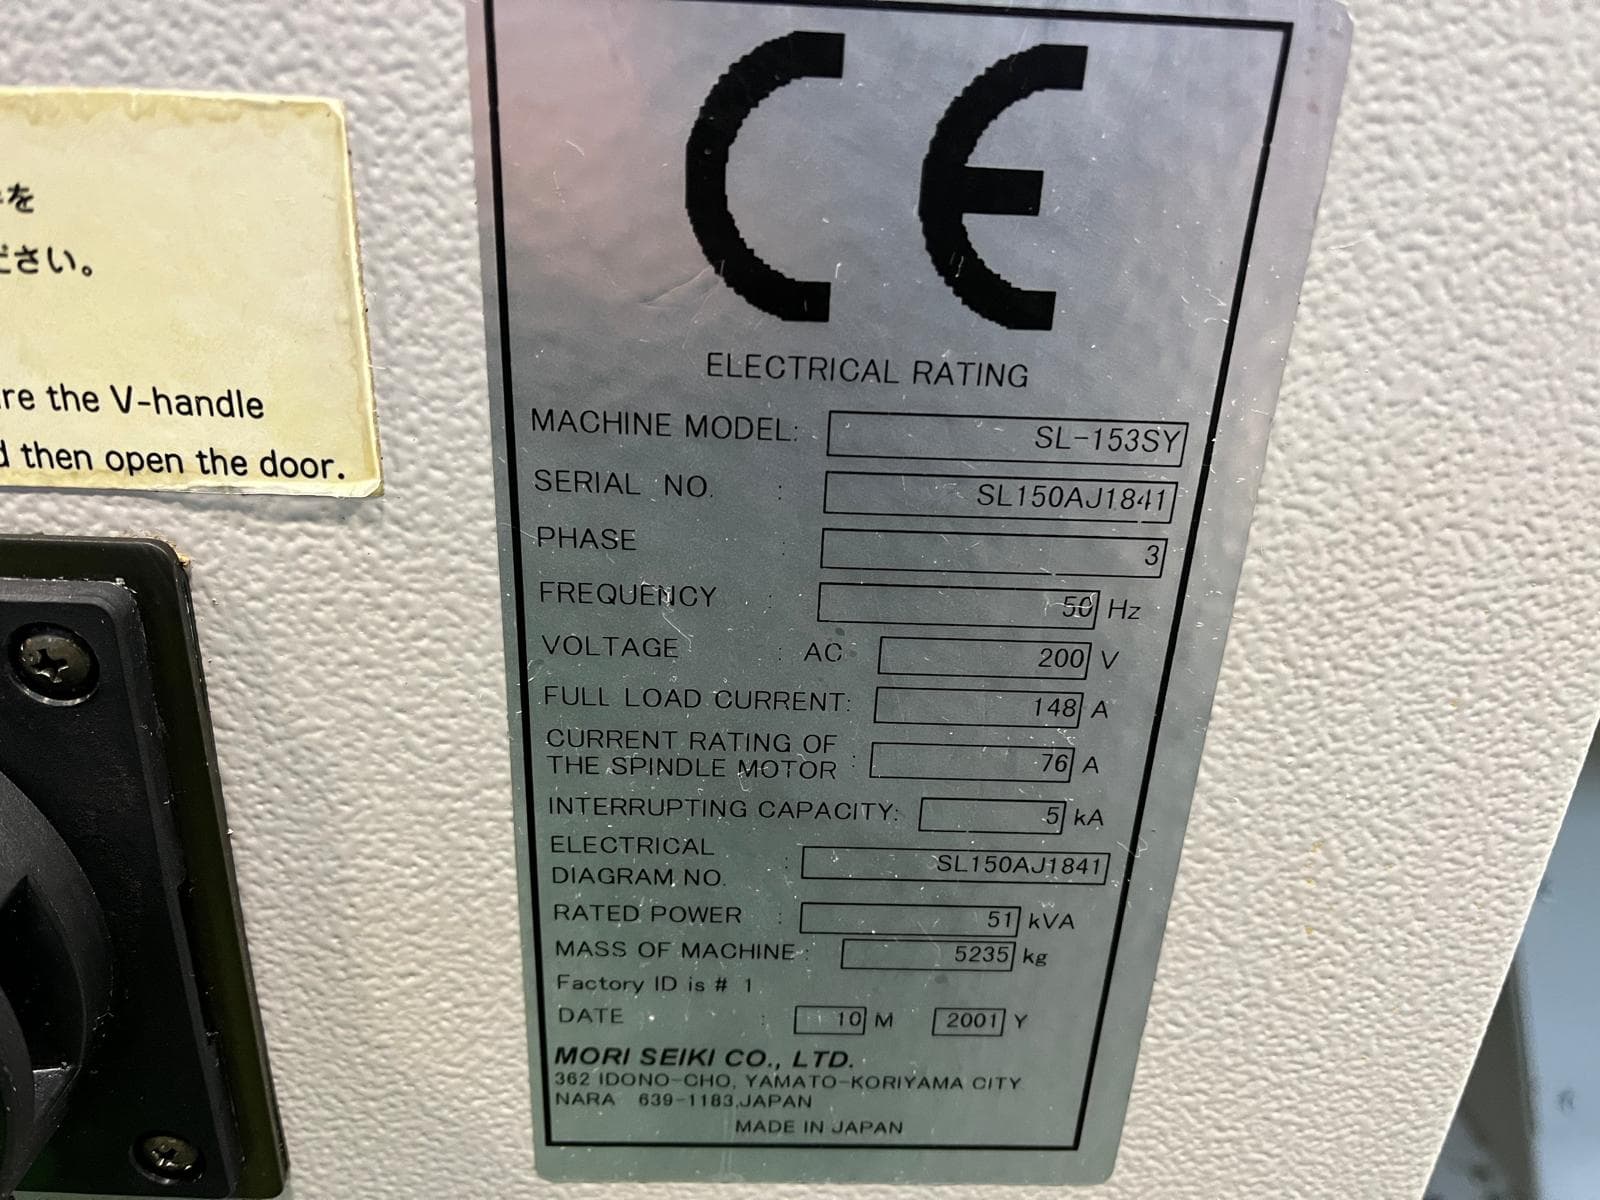 を
ださい。
re the V-handle
d then open the door.
CE
ELECTRICAL RATING
MACHINE MODEL: SL-153SY
SERIAL NO. : SL150AJ1841
PHASE : 3
FREQUENCY : 50 Hz
VOLTAGE : AC 200 V
FULL LOAD CURRENT: 148 A
CURRENT RATING OF
THE SPINDLE MOTOR : 76 A
INTERRUPTING CAPACITY: 5 kA
ELECTRICAL
DIAGRAM NO. : SL150AJ1841
RATED POWER : 51 kVA
MASS OF MACHINE : 5235 kg
Factory ID is # 1
DATE : 10 M 2001 Y
MORI SEIKI CO., LTD.
362 IDONO-CHO, YAMATO-KORIYAMA CITY
NARA 639-1183,JAPAN
MADE IN JAPAN